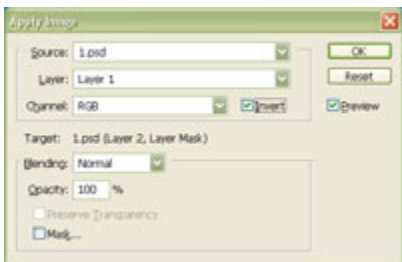 Apply Image
Source: 1.psd
OK
Layer: Layer 1
Reset
Channel: RGB
Invert
Preview
Target: 1.psd (Layer 2, Layer Mask)
Blending: Normal
Opacity: 100 %
Preserve Transparency
Mask...